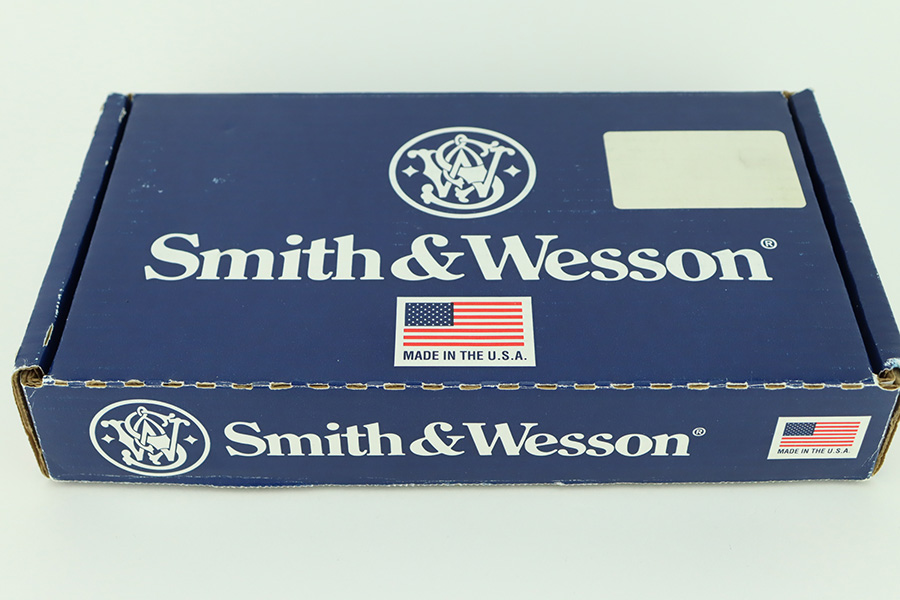 Smith & Wesson®
MADE IN THE U.S.A.
Smith & Wesson®
MADE IN THE U.S.A.